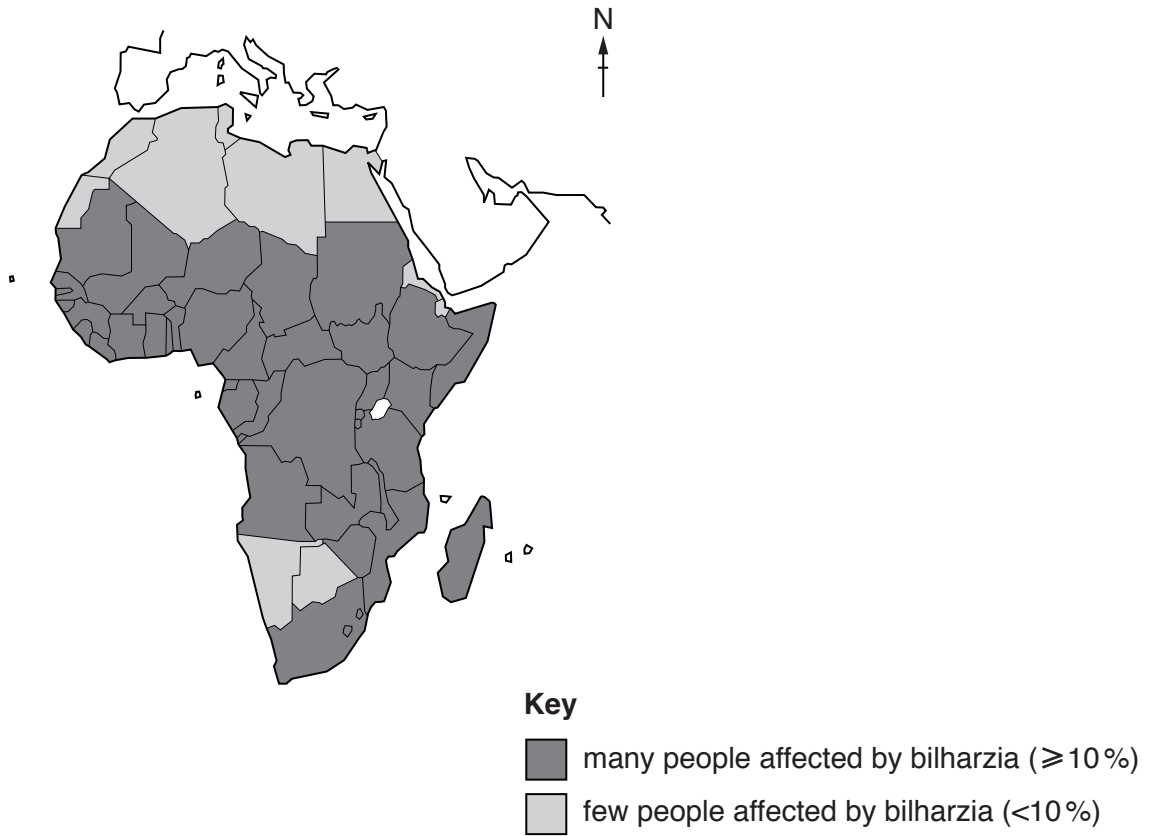 N
Key
many people affected by bilharzia (⩾10%)
few people affected by bilharzia (<10%)